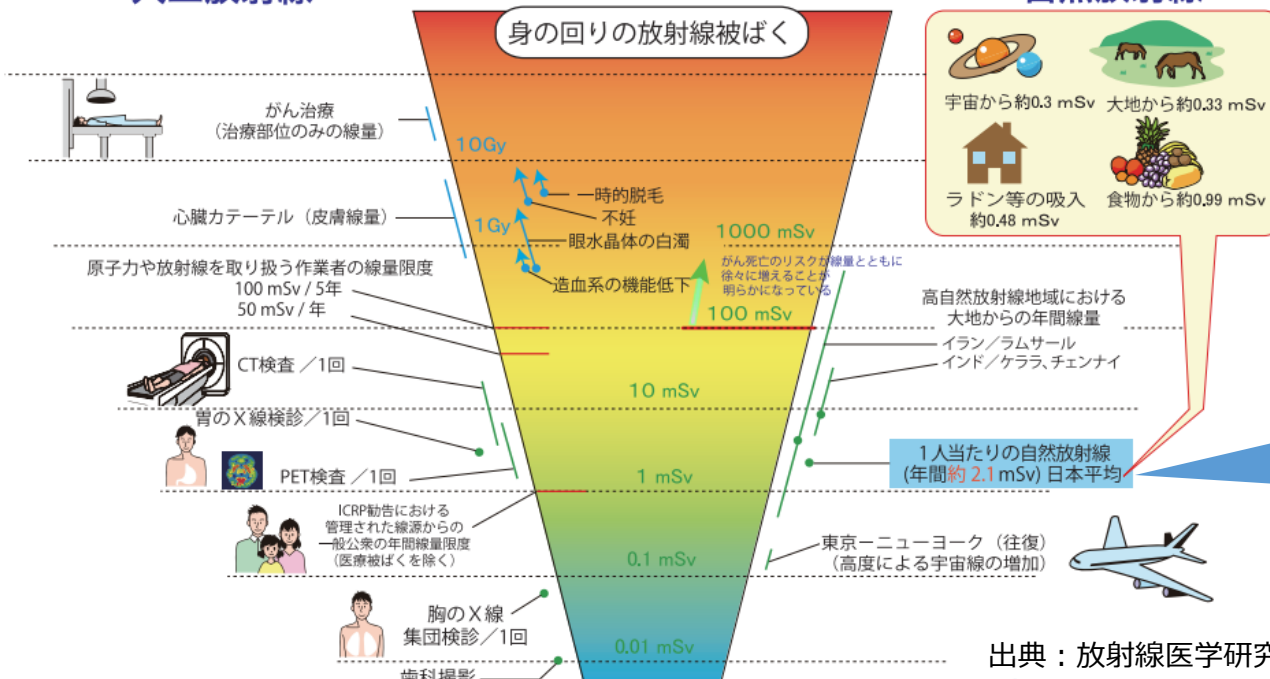 人工放射線
自然放射線
身の回りの放射線被ばく
がん治療
(治療部位のみの線量)
10Gy
心臓カテーテル（皮膚線量）
1Gy
一時的脱毛
不妊
眼水晶体の白濁
造血系の機能低下
原子力や放射線を取り扱う作業者の線量限度
100 mSv / 5年
50 mSv / 年
CT検査 ／1回
胃のX線検診／1回
PET検査 ／1回
ICRP勧告における
管理された線源からの
一般公衆の年間線量限度
(医療被ばくを除く)
胸のX線
集団検診／1回
歯科撮影
1000 mSv
がん死亡のリスクが線量とともに
徐々に増えることが
明らかになっている
100 mSv
10 mSv
1 mSv
0.1 mSv
0.01 mSv
宇宙から約0.3 mSv
大地から約0.33 mSv
ラドン等の吸入
約0.48 mSv
食物から約0.99 mSv
高自然放射線地域における
大地からの年間線量
イラン／ラムサール
インド／ケララ、チェンナイ
1人当たりの自然放射線
(年間約 2.1 mSv) 日本平均
東京ーニューヨーク（往復）
(高度による宇宙線の増加)
出典：放射線医学研究